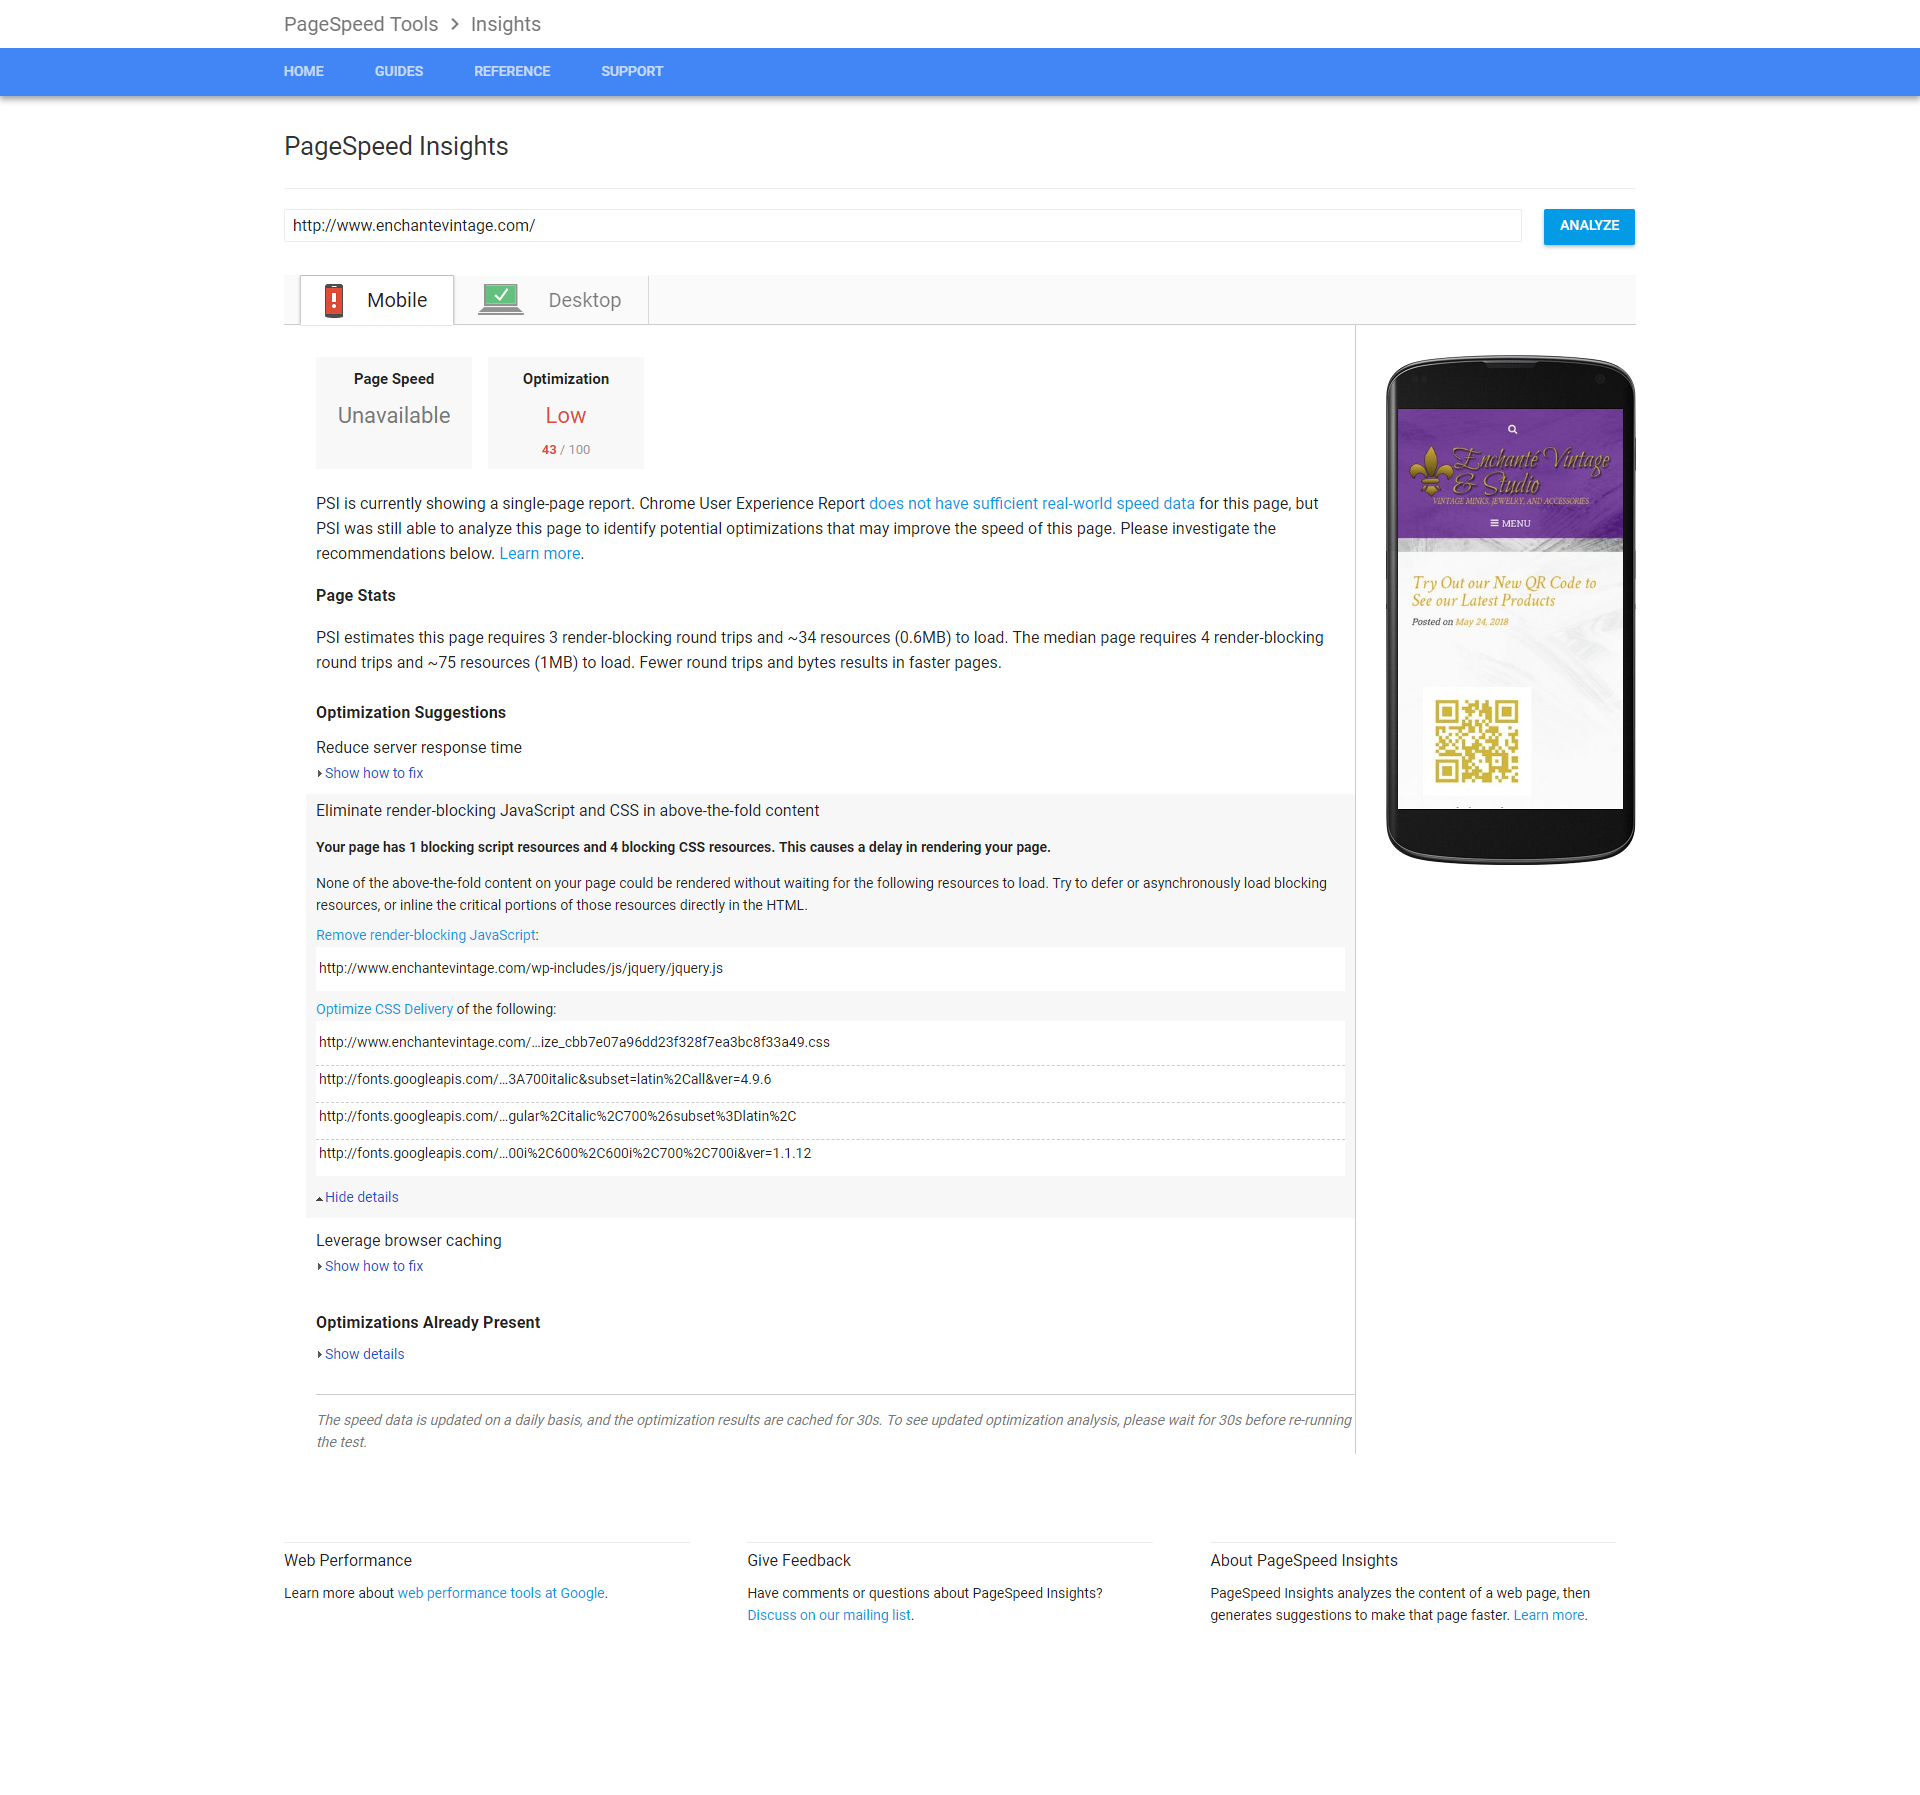 PageSpeed Tools > Insights
HOME GUIDES REFERENCE SUPPORT
PageSpeed Insights
http://www.enchantevintage.com/
ANALYZE
Mobile
Desktop
Page Speed
Unavailable
Optimization
Low
43 / 100
PSI is currently showing a single-page report. Chrome User Experience Report does not have sufficient real-world speed data for this page, but
PSI was still able to analyze this page to identify potential optimizations that may improve the speed of this page. Please investigate the
recommendations below. Learn more.
Page Stats
PSI estimates this page requires 3 render-blocking round trips and ~34 resources (0.6MB) to load. The median page requires 4 render-blocking
round trips and ~75 resources (1MB) to load. Fewer round trips and bytes results in faster pages.
Optimization Suggestions
Reduce server response time
Show how to fix
Eliminate render-blocking JavaScript and CSS in above-the-fold content
Your page has 1 blocking script resources and 4 blocking CSS resources. This causes a delay in rendering your page.
None of the above-the-fold content on your page could be rendered without waiting for the following resources to load. Try to defer or asynchronously load blocking
resources, or inline the critical portions of those resources directly in the HTML.
Remove render-blocking JavaScript:
http://www.enchantevintage.com/wp-includes/js/jquery/jquery.js
Optimize CSS Delivery of the following:
http://www.enchantevintage.com/…ize_cbb7e07a96dd23f328f7ea3bc8f33a49.css
http://fonts.googleapis.com/…3A700italic&subset=latin%2Call&ver=4.9.6
http://fonts.googleapis.com/…gular%2Citalic%2C700%26subset%3Dlatin%2C
http://fonts.googleapis.com/…00i%2C600%2C600i%2C700%2C700i&ver=1.1.12
Hide details
Leverage browser caching
Show how to fix
Optimizations Already Present
Show details
The speed data is updated on a daily basis, and the optimization results are cached for 30s. To see updated optimization analysis, please wait for 30s before re-running
the test.
Enchanté Vintage
& Studio
VINTAGE MINKS, JEWELRY, AND ACCESSORIES
MENU
Try Out our New QR Code to
See our Latest Products
Posted on May 24, 2018
Web Performance
Learn more about web performance tools at Google.
Give Feedback
Have comments or questions about PageSpeed Insights?
Discuss on our mailing list.
About PageSpeed Insights
PageSpeed Insights analyzes the content of a web page, then
generates suggestions to make that page faster. Learn more.